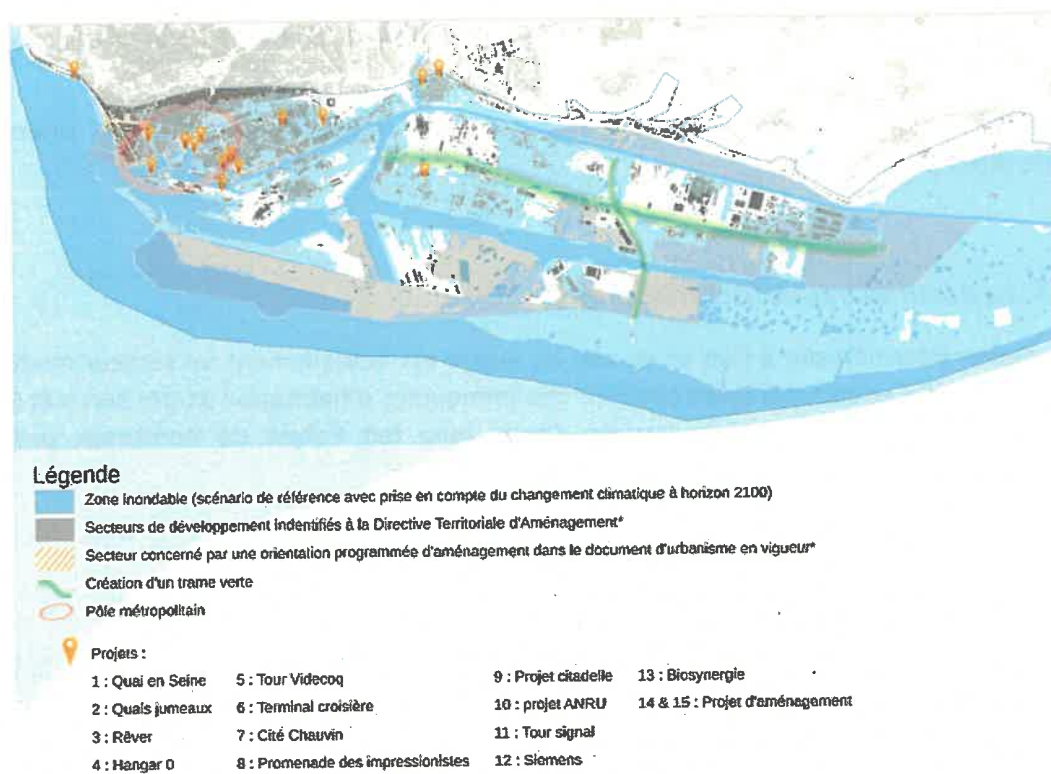 Légende
Zone inondable (scénario de référence avec prise en compte du changement climatique à horizon 2100)
Secteurs de développement indentifiés à la Directive Territoriale d'Aménagement*
Secteur concerné par une orientation programmée d'aménagement dans le document d'urbanisme en vigueur*
Création d'un trame verte
Pôle métropolitain
Projets :
1 : Quai en Seine
2 : Quais jumeaux
3 : Rêver
4 : Hangar 0
5 : Tour Videcoq
6 : Terminal croisière
7 : Cité Chauvin
8 : Promenade des impressionistes
9 : Projet citadelle
10 : projet ANRU
11 : Tour signal
12 : Siemens
13 : Biosynergie
14 & 15 : Projet d'aménagement